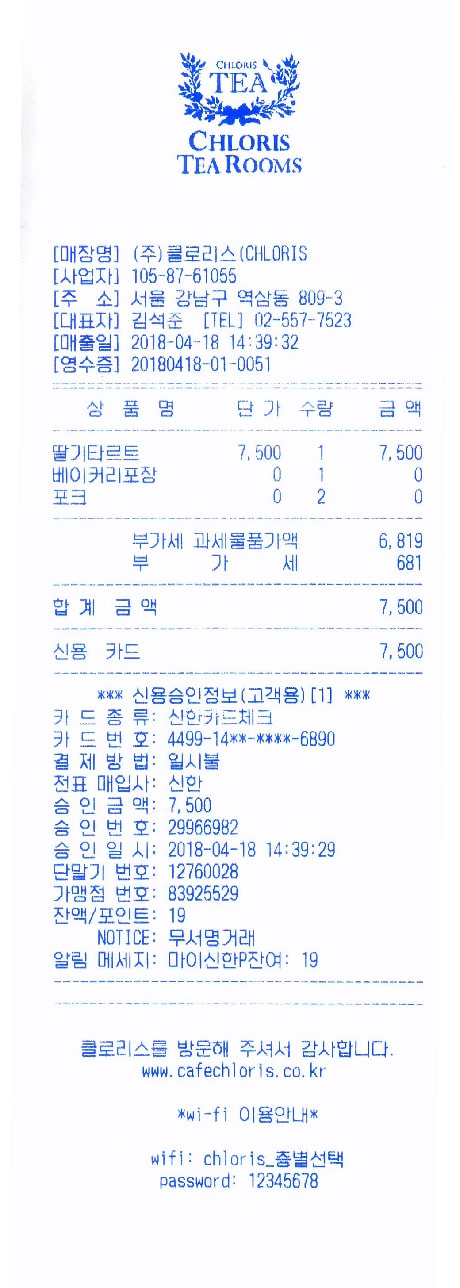 CHLORIS
TEA
CHLORIS
TEA ROOMS
[매장명] (주)클로리스(CHLORIS
[사업자] 105-87-61055
[주 소] 서울 강남구 역삼동 809-3
[대표자] 김석준 [TEL] 02-557-7523
[매출일] 2018-04-18 14:39:32
[영수증] 20180418-01-0051
상 품 명 단 가 수량 금 액
딸기타르트 7,500 1 7,500
베이커리포장 0 1 0
포크 0 2 0
부가세 과세물품가액 6,819
부 가 세 681
합 계 금 액 7,500
신용 카드 7,500
*** 신용승인정보(고객용)[1] ***
카 드 종 류: 신한카드체크
카 드 번 호: 4499-14**-****-6890
결 제 방 법: 일시불
전표 매입사: 신한
승 인 금 액: 7,500
승 인 번 호: 29966982
승 인 일 시: 2018-04-18 14:39:29
단말기 번호: 12760028
가맹점 번호: 83925529
잔액/포인트: 19
NOTICE: 무서명거래
알림 메세지: 마이신한P잔여: 19
클로리스를 방문해 주셔서 감사합니다.
www.cafechloris.co.kr
*wi-fi 이용안내*
wifi: chloris_층별선택
password: 12345678